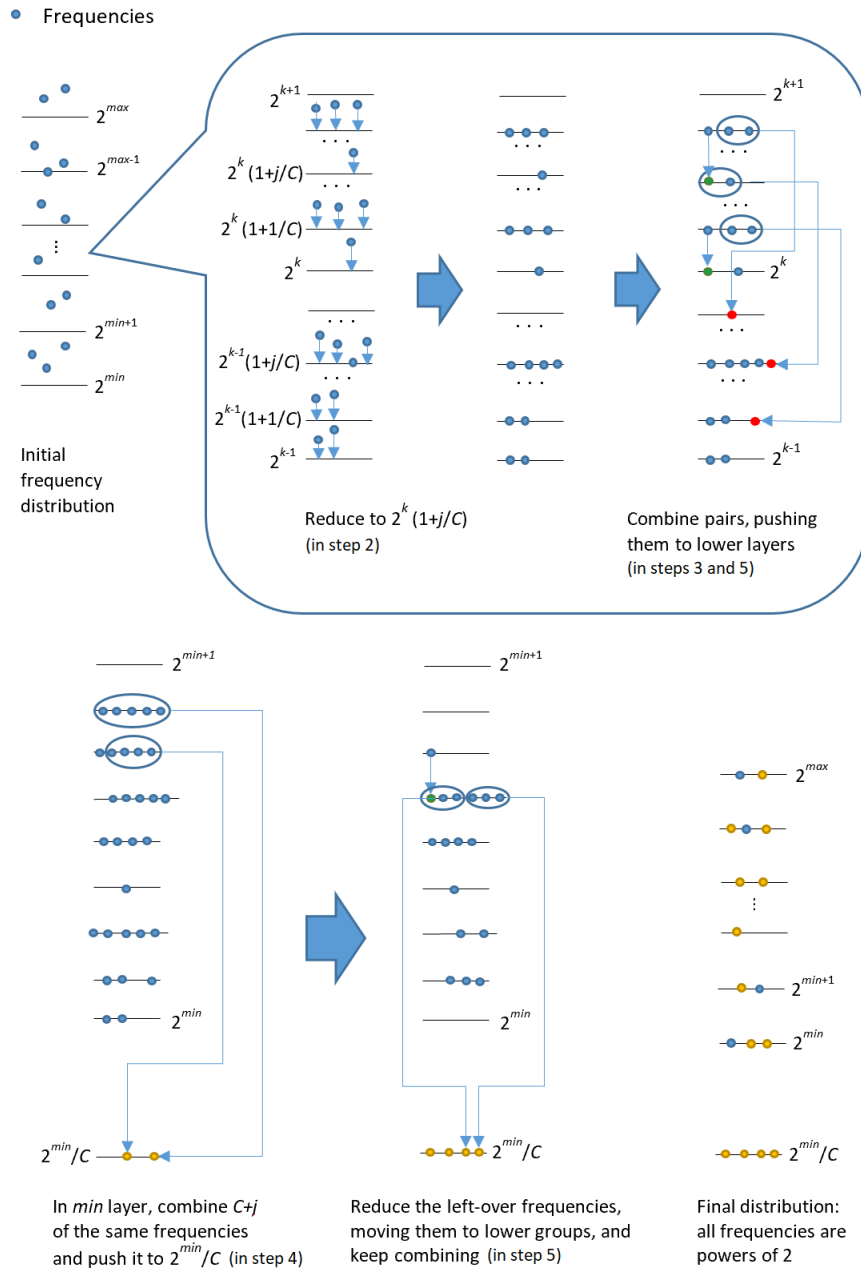 Frequencies
2^max
2^max-1
⋮
2^min+1
2^min
Initial
frequency
distribution
2^k+1
. . .
2^k (1+j/C)
. . .
2^k (1+1/C)
2^k
. . .
2^k-1 (1+j/C)
. . .
2^k-1 (1+1/C)
2^k-1
Reduce to 2^k (1+j/C)
(in step 2)
. . .
. . .
. . .
. . .
2^k+1
. . .
. . .
2^k
. . .
. . .
2^k-1
Combine pairs, pushing
them to lower layers
(in steps 3 and 5)
2^min+1
2^min
2^min/C
In min layer, combine C+j
of the same frequencies
and push it to 2^min/C (in step 4)
2^min+1
2^min
2^min/C
Reduce the left-over frequencies,
moving them to lower groups, and
keep combining (in step 5)
2^max
⋮
2^min+1
2^min
2^min/C
Final distribution:
all frequencies are
powers of 2